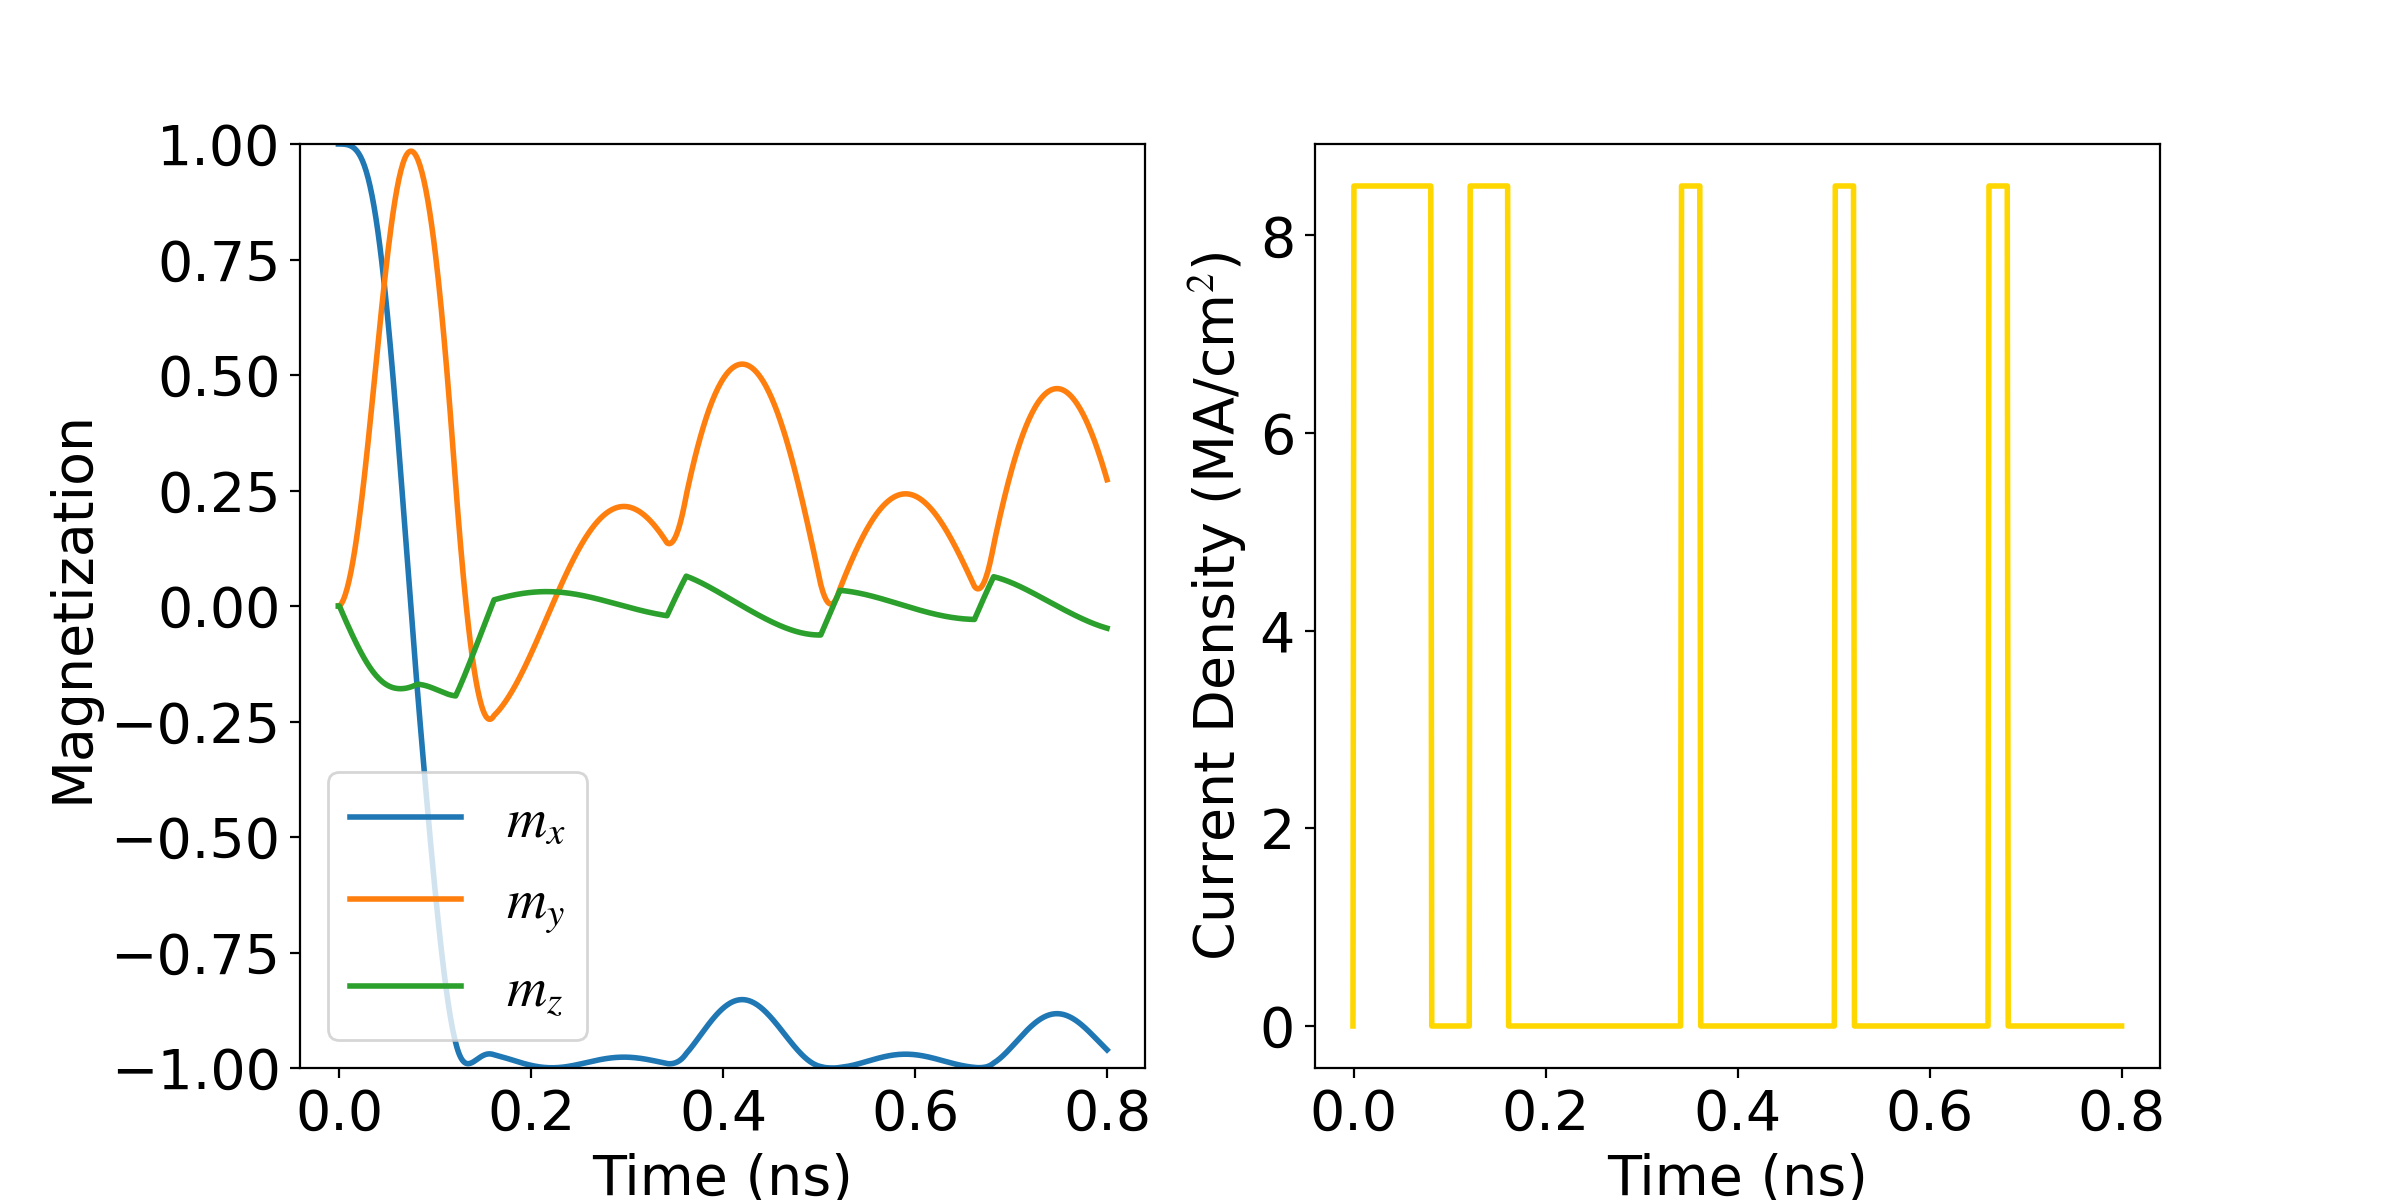 1.00
0.75
0.50
0.25
0.00
−0.25
−0.50
−0.75
−1.00
Magnetization
m_x
m_y
m_z
0.0 0.2 0.4 0.6 0.8
Time (ns)
8
6
4
2
0
Current Density (MA/cm²)
0.0 0.2 0.4 0.6 0.8
Time (ns)